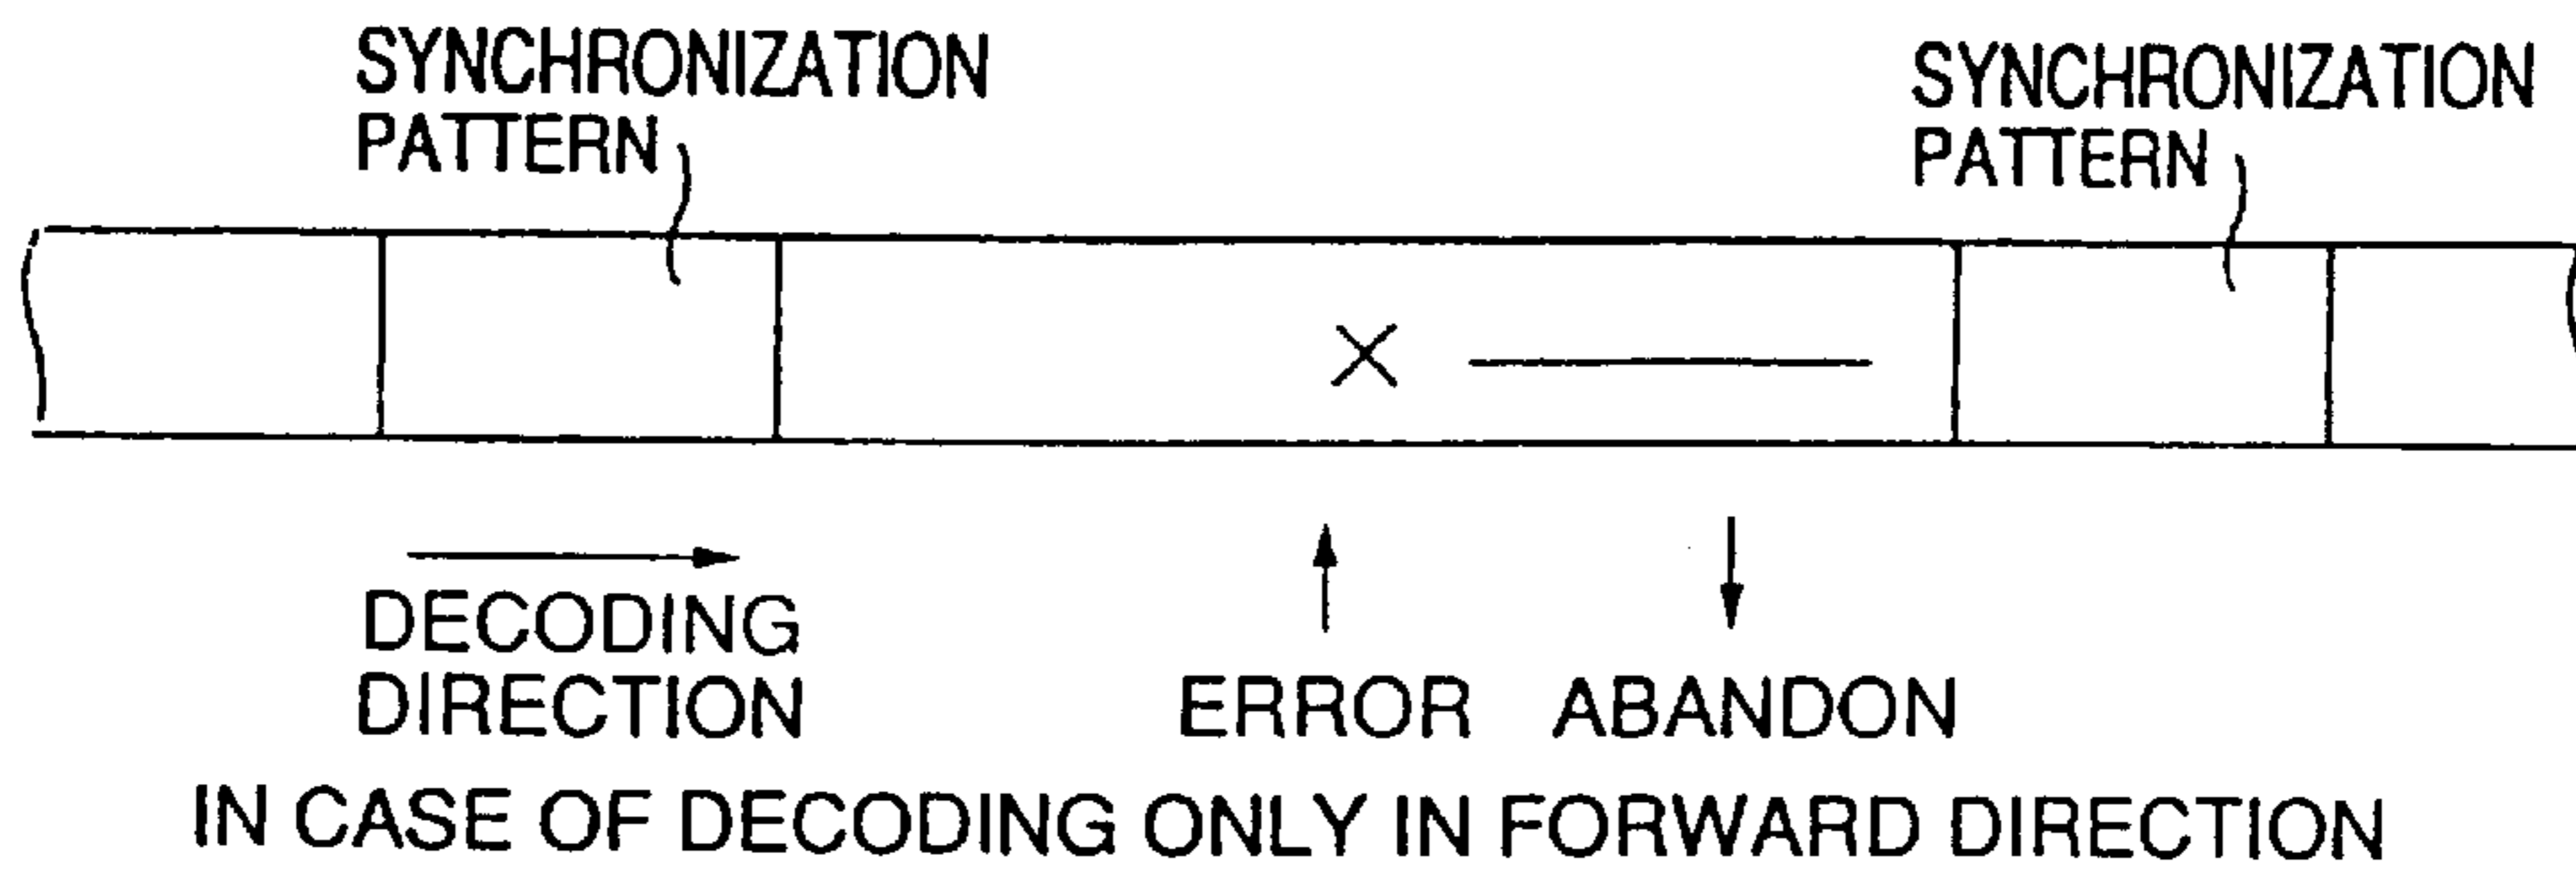 SYNCHRONIZATION
PATTERN
SYNCHRONIZATION
PATTERN
DECODING
DIRECTION
ERROR
ABANDON
IN CASE OF DECODING ONLY IN FORWARD DIRECTION